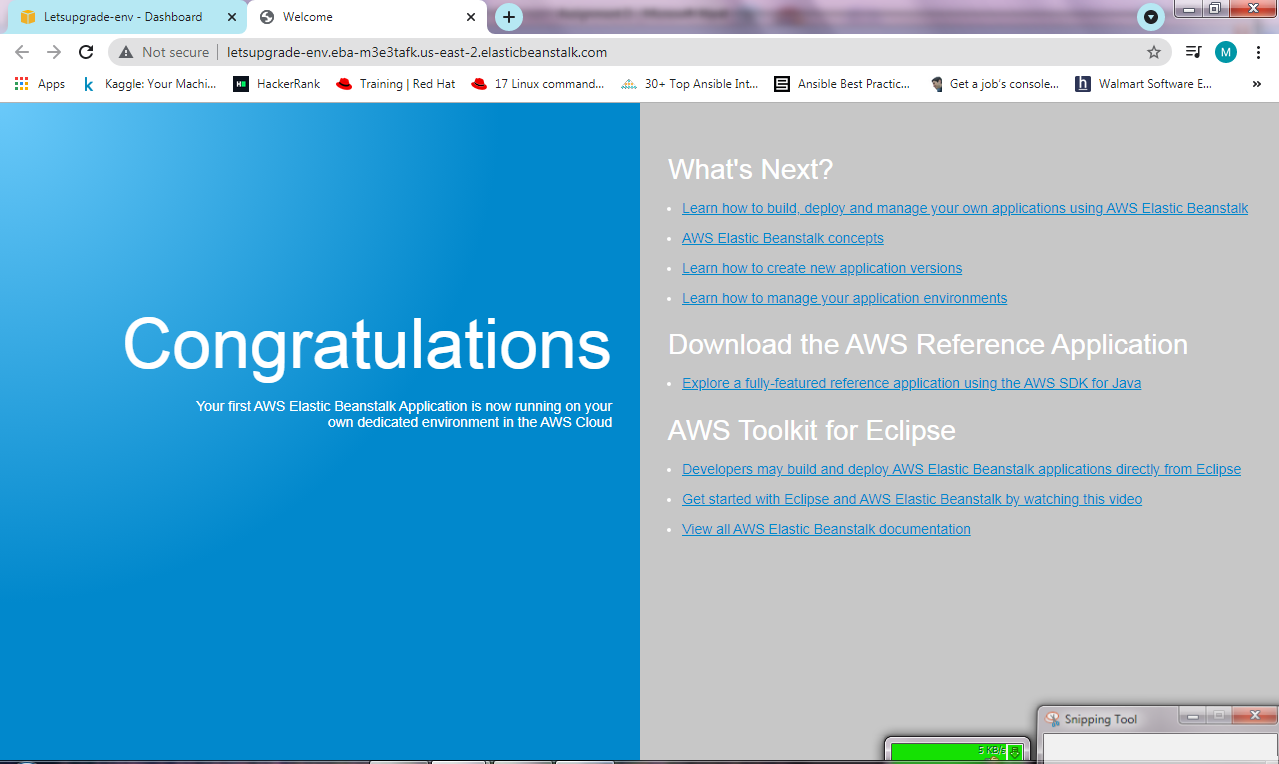 Letsupgrade-env - Dashboard
Welcome
Not secure
letsupgrade-env.eba-m3e3tafk.us-east-2.elasticbeanstalk.com
M
Apps
Kaggle: Your Machi...
HackerRank
Training | Red Hat
17 Linux command...
30+ Top Ansible Int...
Ansible Best Practic...
Get a job's console...
Walmart Software E...
Congratulations
Your first AWS Elastic Beanstalk Application is now running on your
own dedicated environment in the AWS Cloud
What's Next?
Learn how to build, deploy and manage your own applications using AWS Elastic Beanstalk
AWS Elastic Beanstalk concepts
Learn how to create new application versions
Learn how to manage your application environments
Download the AWS Reference Application
Explore a fully-featured reference application using the AWS SDK for Java
AWS Toolkit for Eclipse
Developers may build and deploy AWS Elastic Beanstalk applications directly from Eclipse
Get started with Eclipse and AWS Elastic Beanstalk by watching this video
View all AWS Elastic Beanstalk documentation
Snipping Tool
5 KB/s